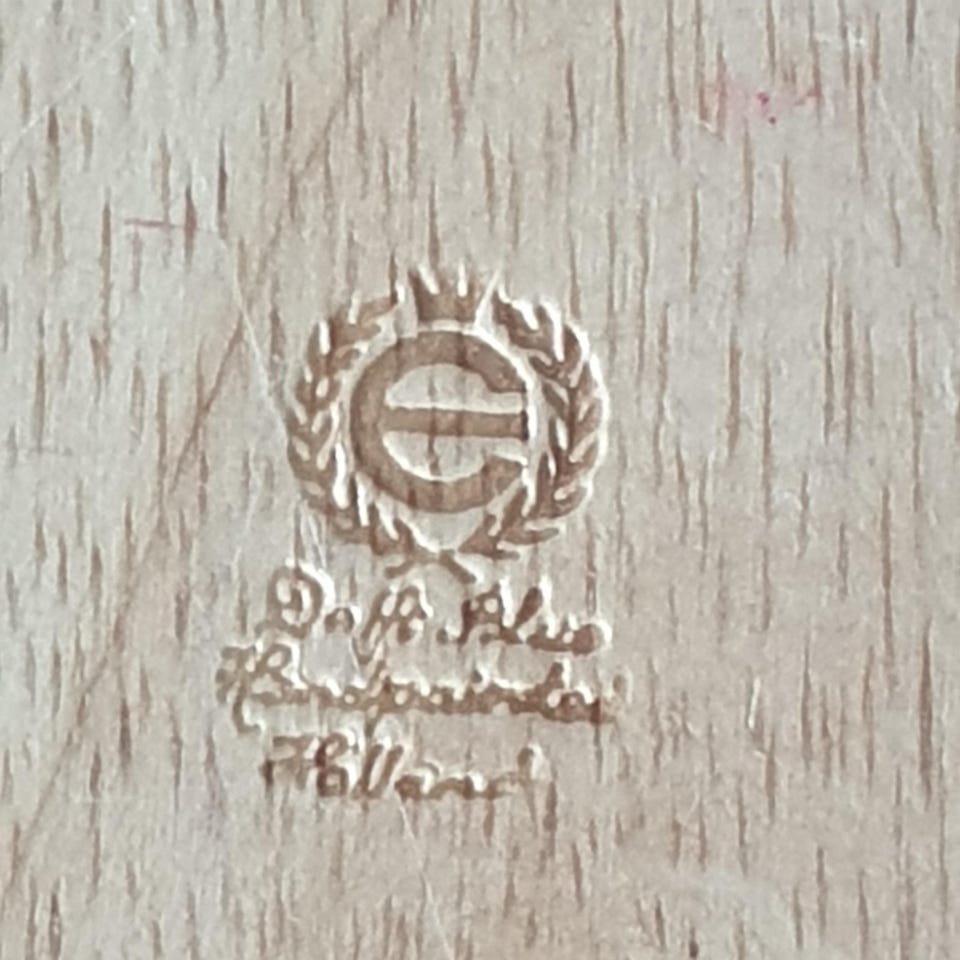 Є
Delft Blue
Handpainted
Holland